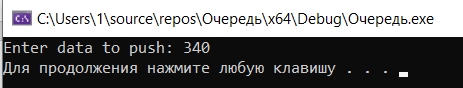 C:\Users\1\source\repos\Очередь\x64\Debug\Очередь.exe
Enter data to push: 340
Для продолжения нажмите любую клавишу . . .